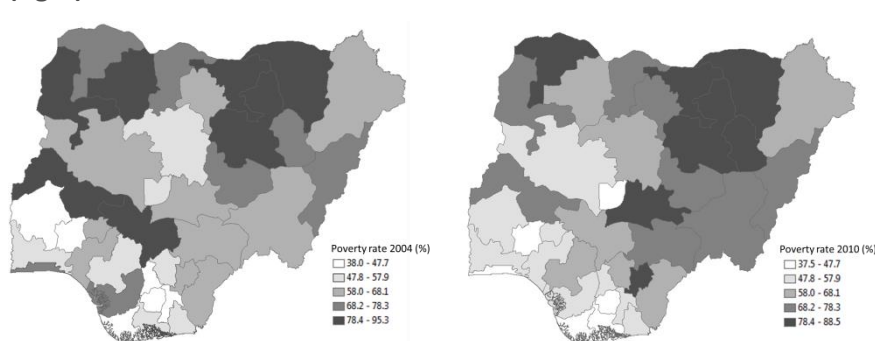 Poverty rate 2004 (%)
38.0 - 47.7
47.8 - 57.9
58.0 - 68.1
68.2 - 78.3
78.4 - 95.3
Poverty rate 2010 (%)
37.5 - 47.7
47.8 - 57.9
58.0 - 68.1
68.2 - 78.3
78.4 - 88.5